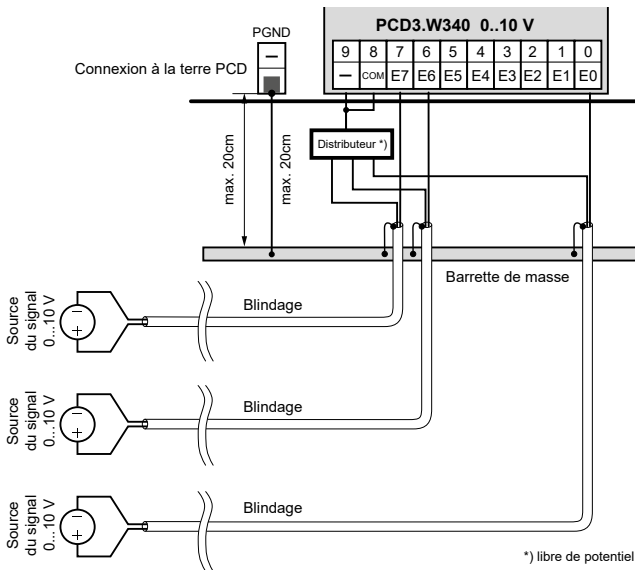 PGND
–
Connexion à la terre PCD
PCD3.W340 0..10 V
9 8 7 6 5 4 3 2 1 0
– COM E7 E6 E5 E4 E3 E2 E1 E0
Distributeur *)
max. 20cm
max. 20cm
Barrette de masse
Source
du signal
0...10 V
–
+
Blindage
Source
du signal
0...10 V
–
+
Blindage
Source
du signal
0...10 V
–
+
Blindage
*) libre de potentiel